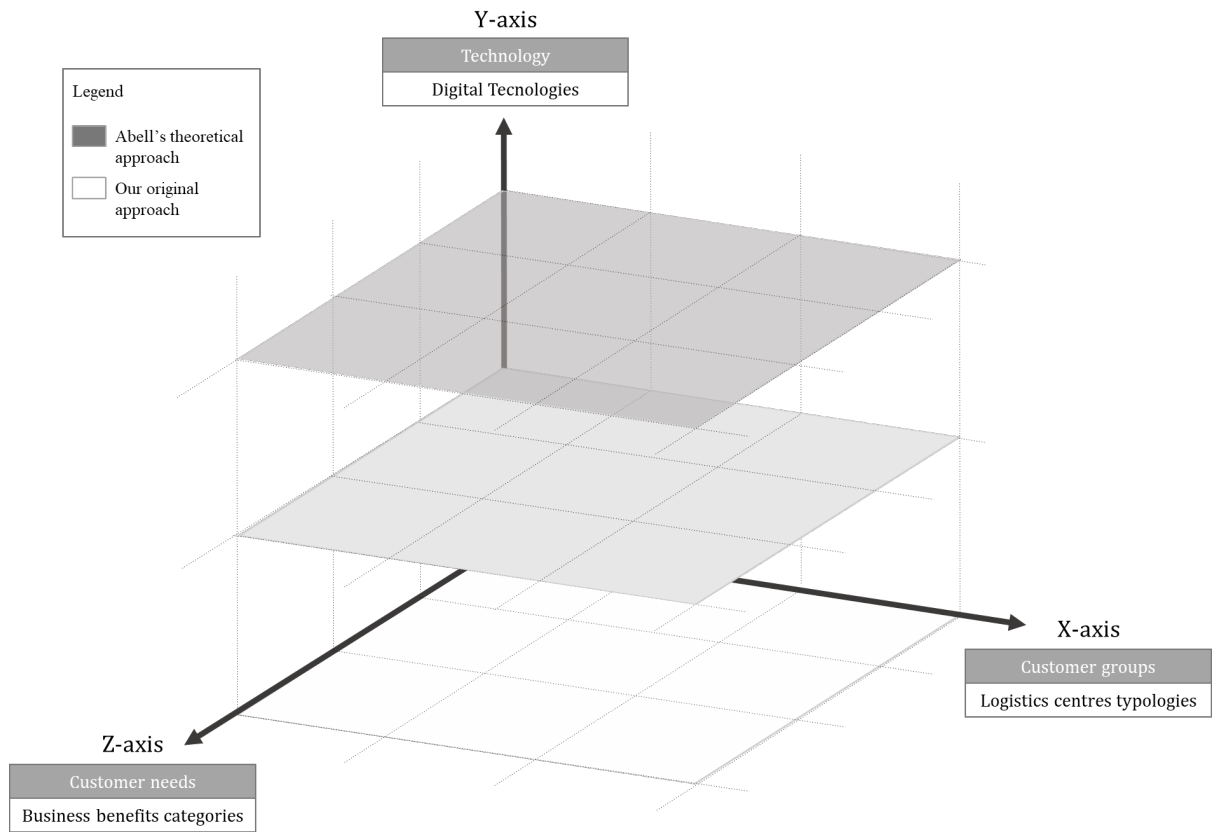 Y-axis
Technology
Digital Tecnologies
Legend
Abell's theoretical
approach
Our original
approach
X-axis
Customer groups
Logistics centres typologies
Z-axis
Customer needs
Business benefits categories